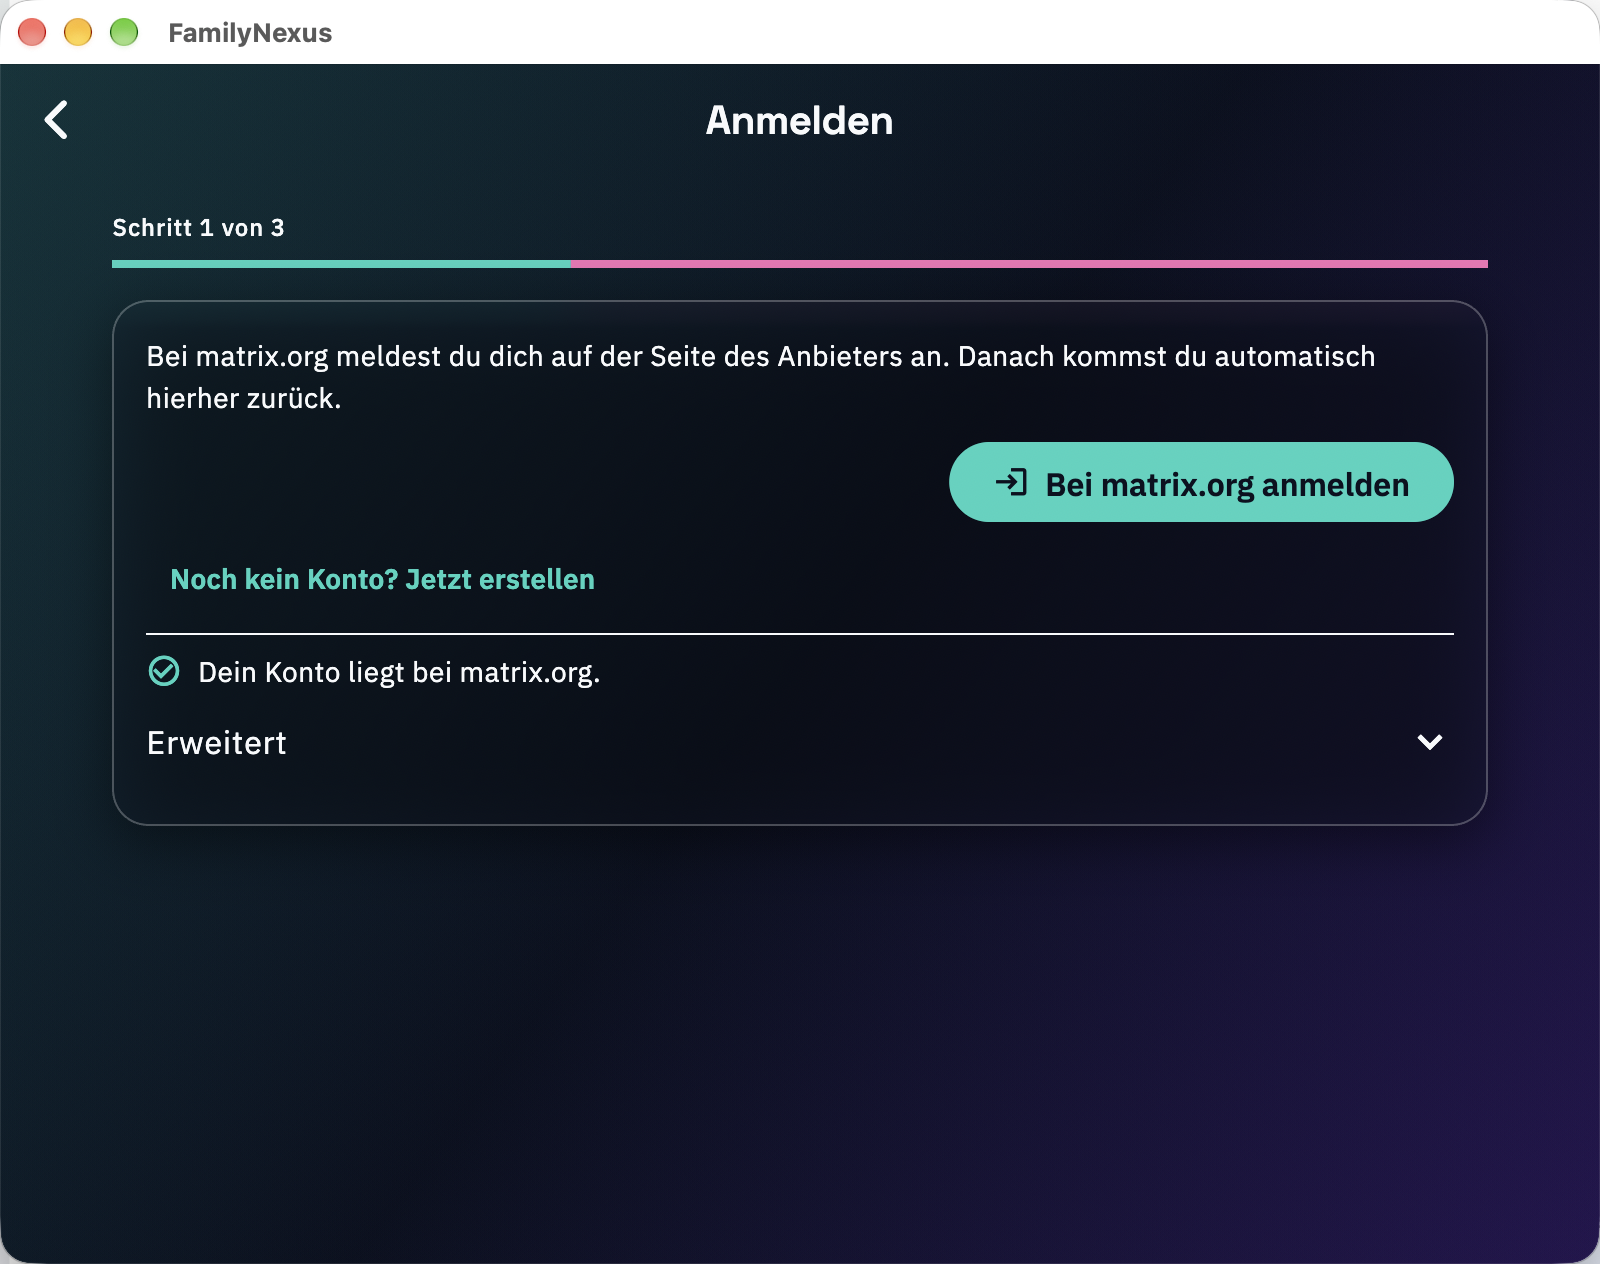 FamilyNexus
Anmelden
Schritt 1 von 3
Bei matrix.org meldest du dich auf der Seite des Anbieters an. Danach kommst du automatisch
hierher zurück.
Bei matrix.org anmelden
Noch kein Konto? Jetzt erstellen
Dein Konto liegt bei matrix.org.
Erweitert